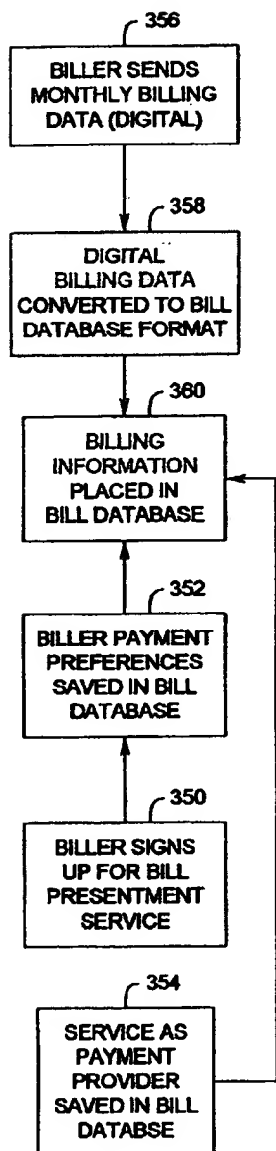 356
BILLER SENDS
MONTHLY BILLING
DATA (DIGITAL)
358
DIGITAL
BILLING DATA
CONVERTED TO BILL
DATABASE FORMAT
360
BILLING
INFORMATION
PLACED IN
BILL DATABASE
352
BILLER PAYMENT
PREFERENCES
SAVED IN BILL
DATABASE
350
BILLER SIGNS
UP FOR BILL
PRESENTMENT
SERVICE
354
SERVICE AS
PAYMENT
PROVIDER
SAVED IN BILL
DATABSE